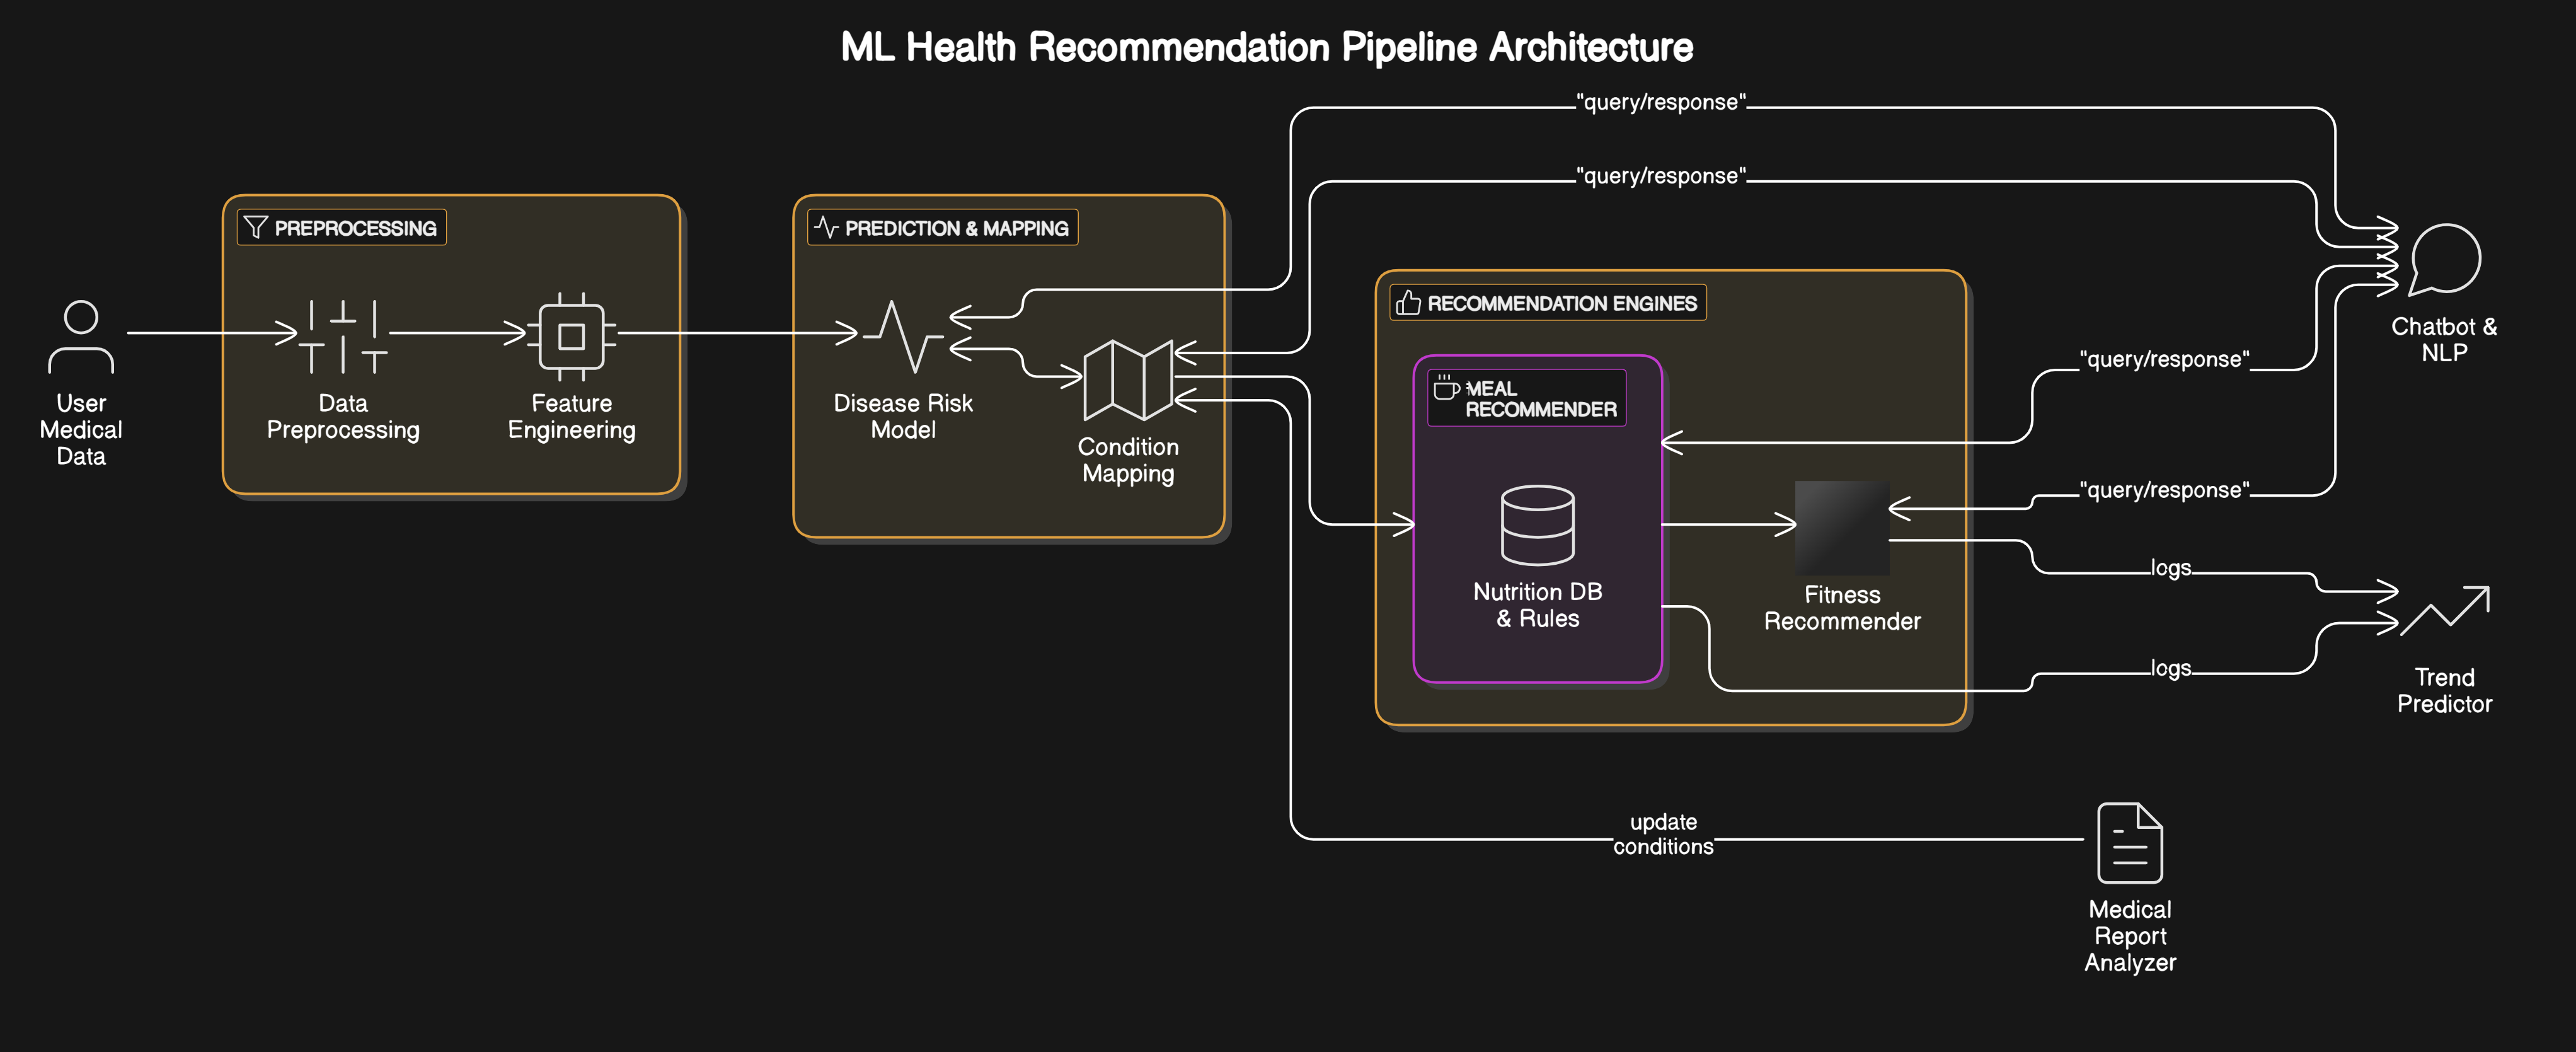 ML Health Recommendation Pipeline Architecture
"query/response"
"query/response"
PREPROCESSING
PREDICTION & MAPPING
RECOMMENDATION ENGINES
User
Medical
Data
Data
Preprocessing
Feature
Engineering
Disease Risk
Model
Condition
Mapping
MEAL
RECOMMENDER
Nutrition DB
& Rules
Fitness
Recommender
Chatbot &
NLP
"query/response"
"query/response"
logs
logs
Trend
Predictor
update
conditions
Medical
Report
Analyzer